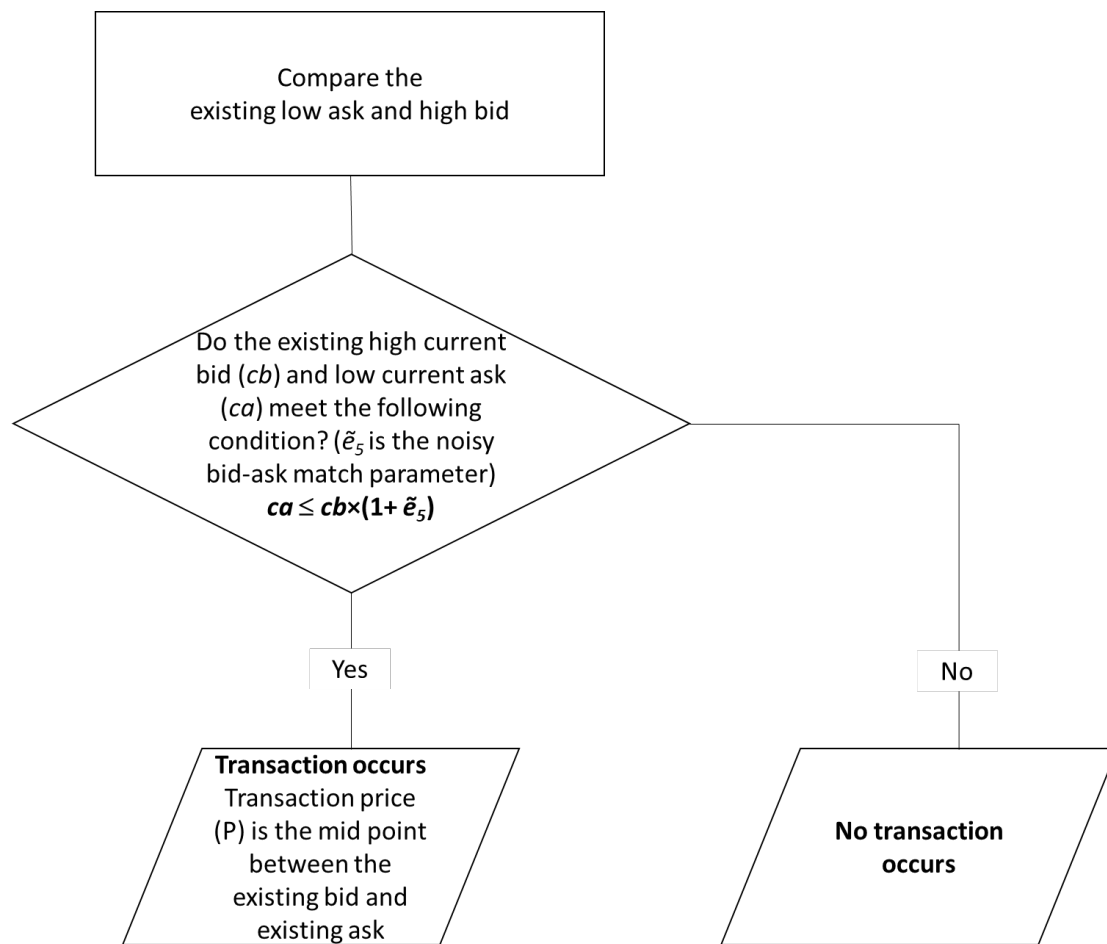 Compare the
existing low ask and high bid
Do the existing high current
bid (cb) and low current ask
(ca) meet the following
condition? (ẽ₅ is the noisy
bid-ask match parameter)
ca ≤ cb×(1+ ẽ₅)
Yes
No
Transaction occurs
Transaction price
(P) is the mid point
between the
existing bid and
existing ask
No transaction
occurs